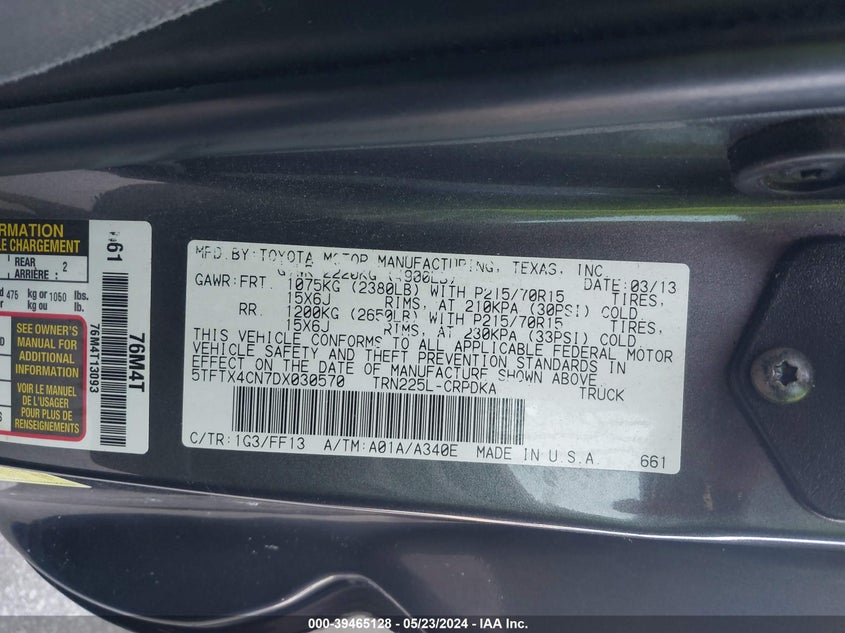 RMATION
LE CHARGEMENT
REAR
ARRIÈRE : 2
475 kg or 1050 lbs.
kg ou lb.
SEE OWNER'S
MANUAL FOR
ADDITIONAL
INFORMATION
VOIR LE MANUEL
DE L'USAGER
POUR PLUS DE
RENSEIGNEMENTS
661
76M4T13093
76M4T
MFD. BY: TOYOTA MOTOR MANUFACTURING, TEXAS, INC.
2220KG DATE: 03/13
GAWR: FRT. 1075KG (2380LB) WITH P215/70R15 TIRES,
15X6J RIMS, AT 210KPA (30PSI) COLD
RR. 1200KG (2650LB) WITH P215/70R15 TIRES,
15X6J RIMS, AT 230KPA (33PSI) COLD
THIS VEHICLE CONFORMS TO ALL APPLICABLE FEDERAL MOTOR
VEHICLE SAFETY AND THEFT PREVENTION STANDARDS IN
EFFECT ON THE DATE OF MANUFACTURE SHOWN ABOVE.
5TFTX4CN7DX030570 TRN225L-CRPDKA TRUCK
C/TR: 1G3/FF13 A/TM: A01A/A340E MADE IN U.S.A. 661
000-39465128 - 05/23/2024 - IAA Inc.